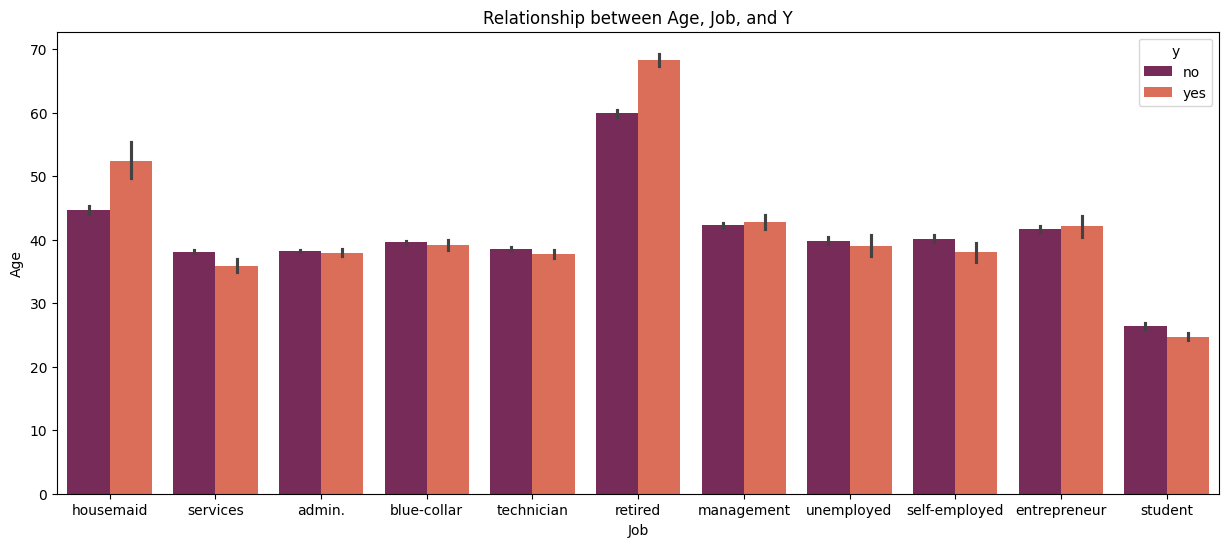 Relationship between Age, Job, and Y
y
no
yes
70
60
50
40
30
20
10
0
Age
housemaid services admin. blue-collar technician retired management unemployed self-employed entrepreneur student
Job